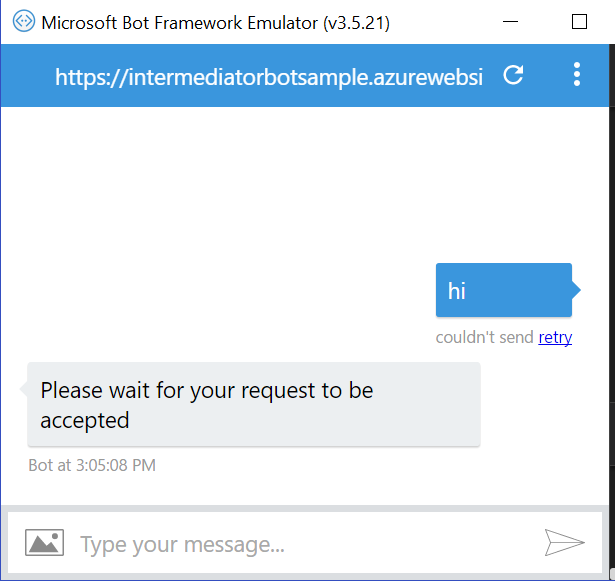 Microsoft Bot Framework Emulator (v3.5.21)
https://intermediatorbotsample.azurewebsi
hi
couldn't send retry
Please wait for your request to be
accepted
Bot at 3:05:08 PM
Type your message...